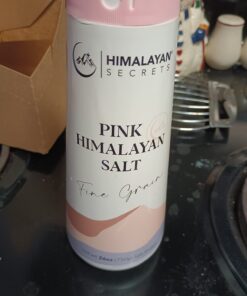 HIMALAYAN
SECRETS
PINK
HIMALAYAN
SALT
Fine Grain